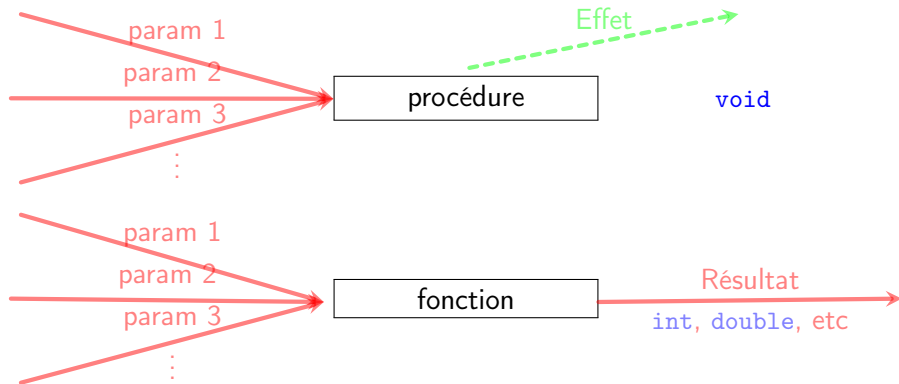 Effet
param 1
param 2
procédure
void
param 3
⋮
param 1
param 2
Résultat
fonction
param 3
int, double, etc
⋮